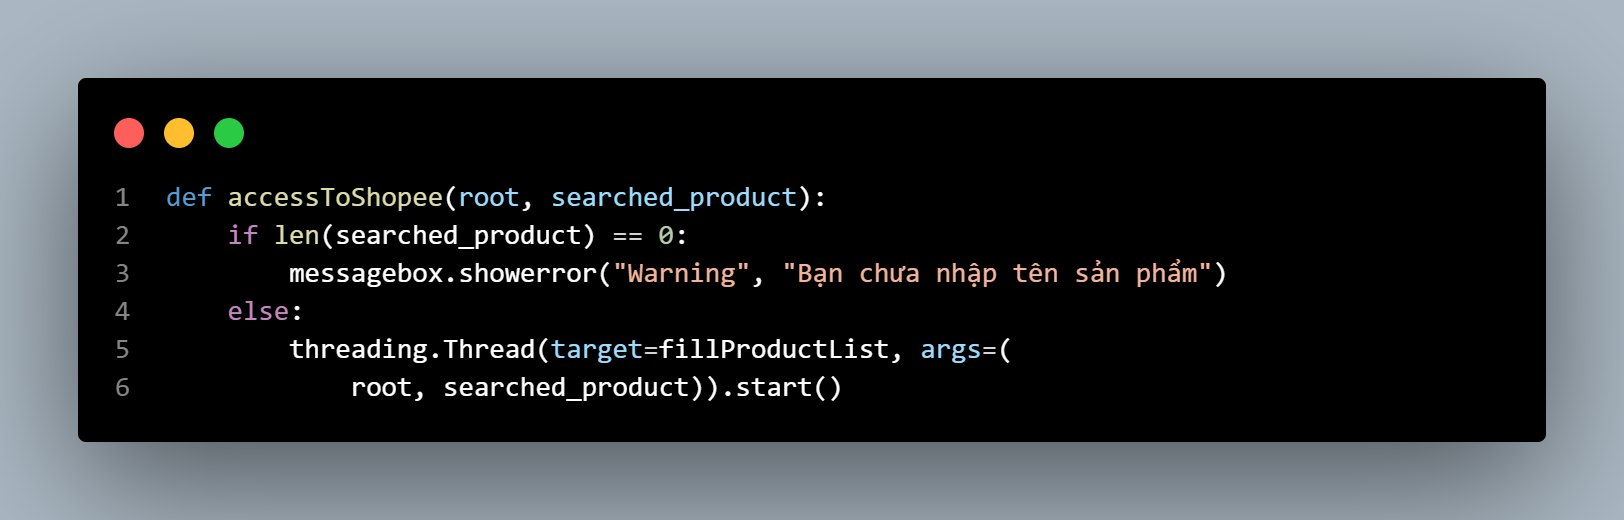 1 def accessToShopee(root, searched_product):
2     if len(searched_product) == 0:
3         messagebox.showerror("Warning", "Bạn chưa nhập tên sản phẩm")
4     else:
5         threading.Thread(target=fillProductList, args=(
6             root, searched_product)).start()